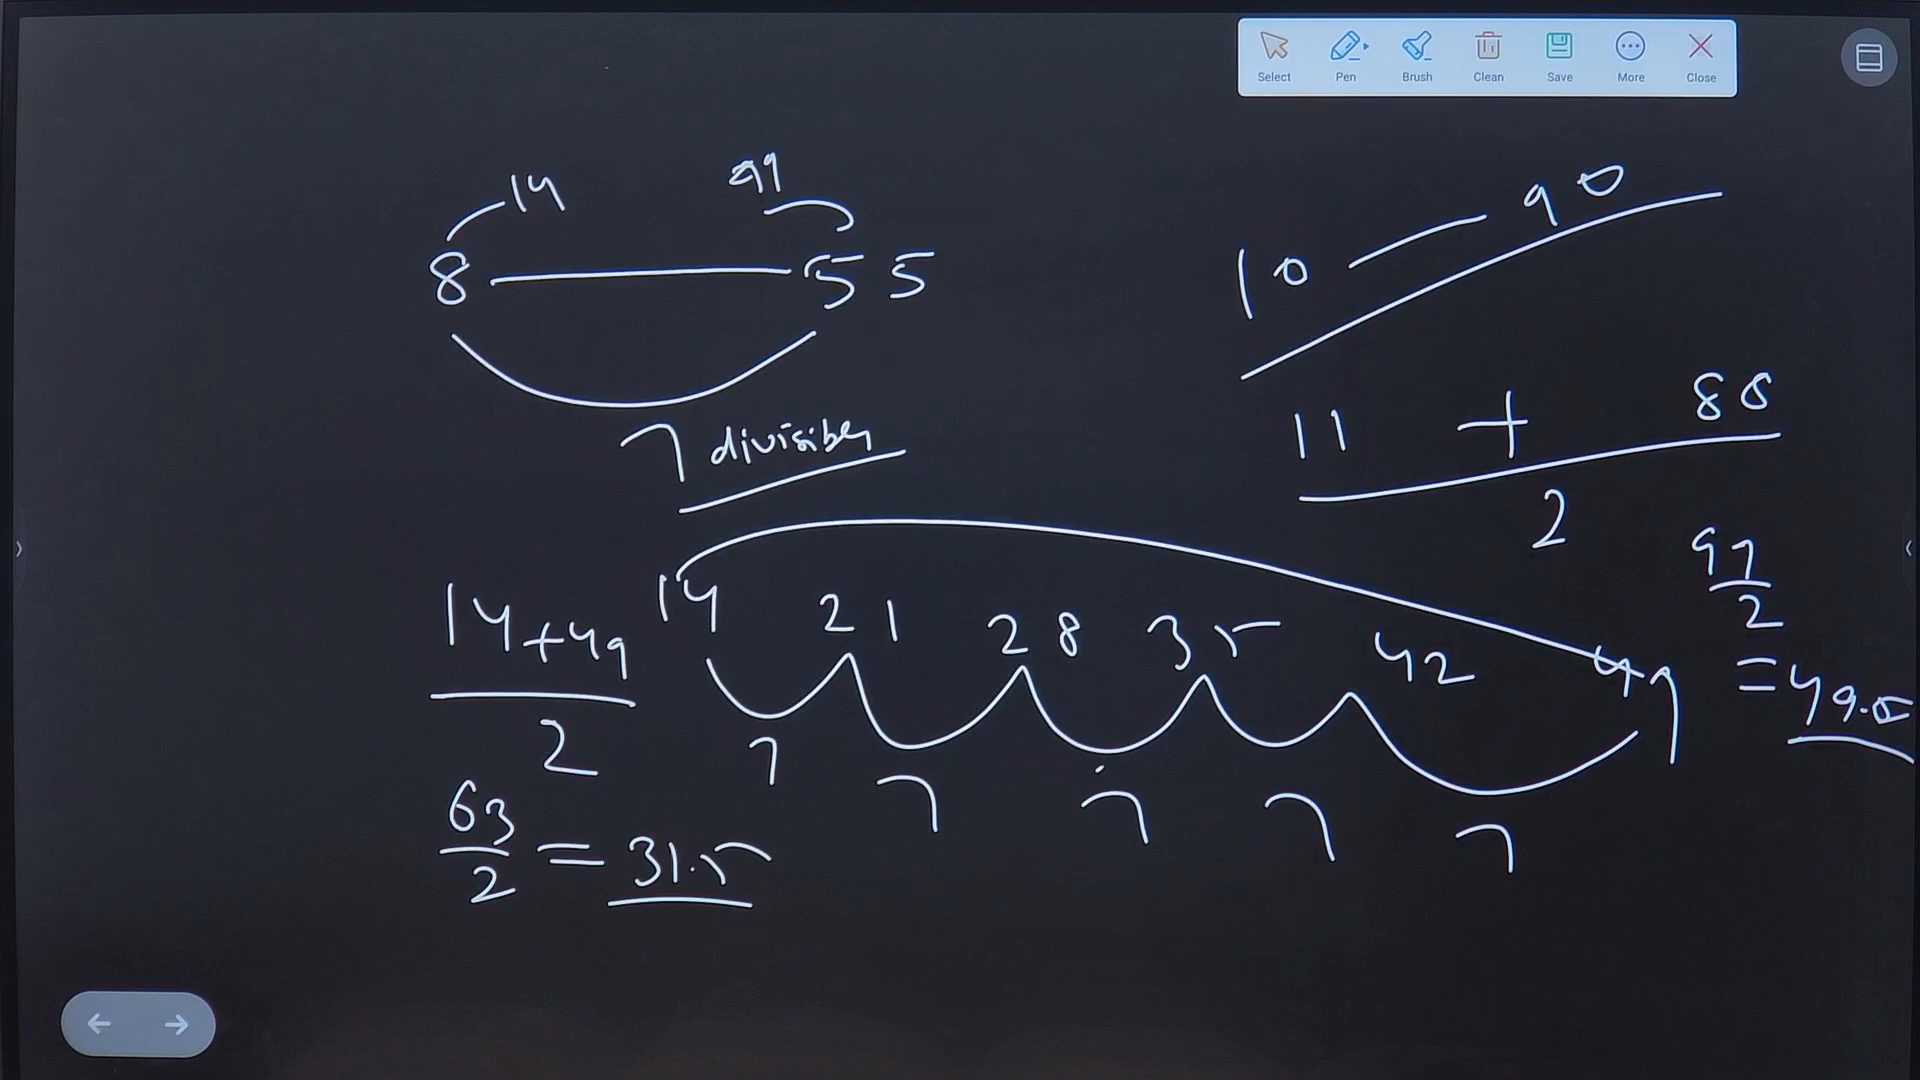 Select Pen Brush Clean Save More Close
14 49
8 — 55
7 divisible
14 21 28 35 42 49
7 7 7 7 7
14+49
2
63
2
= 31.5
10 — 90
11 + 88
2
99
2
= 49.5